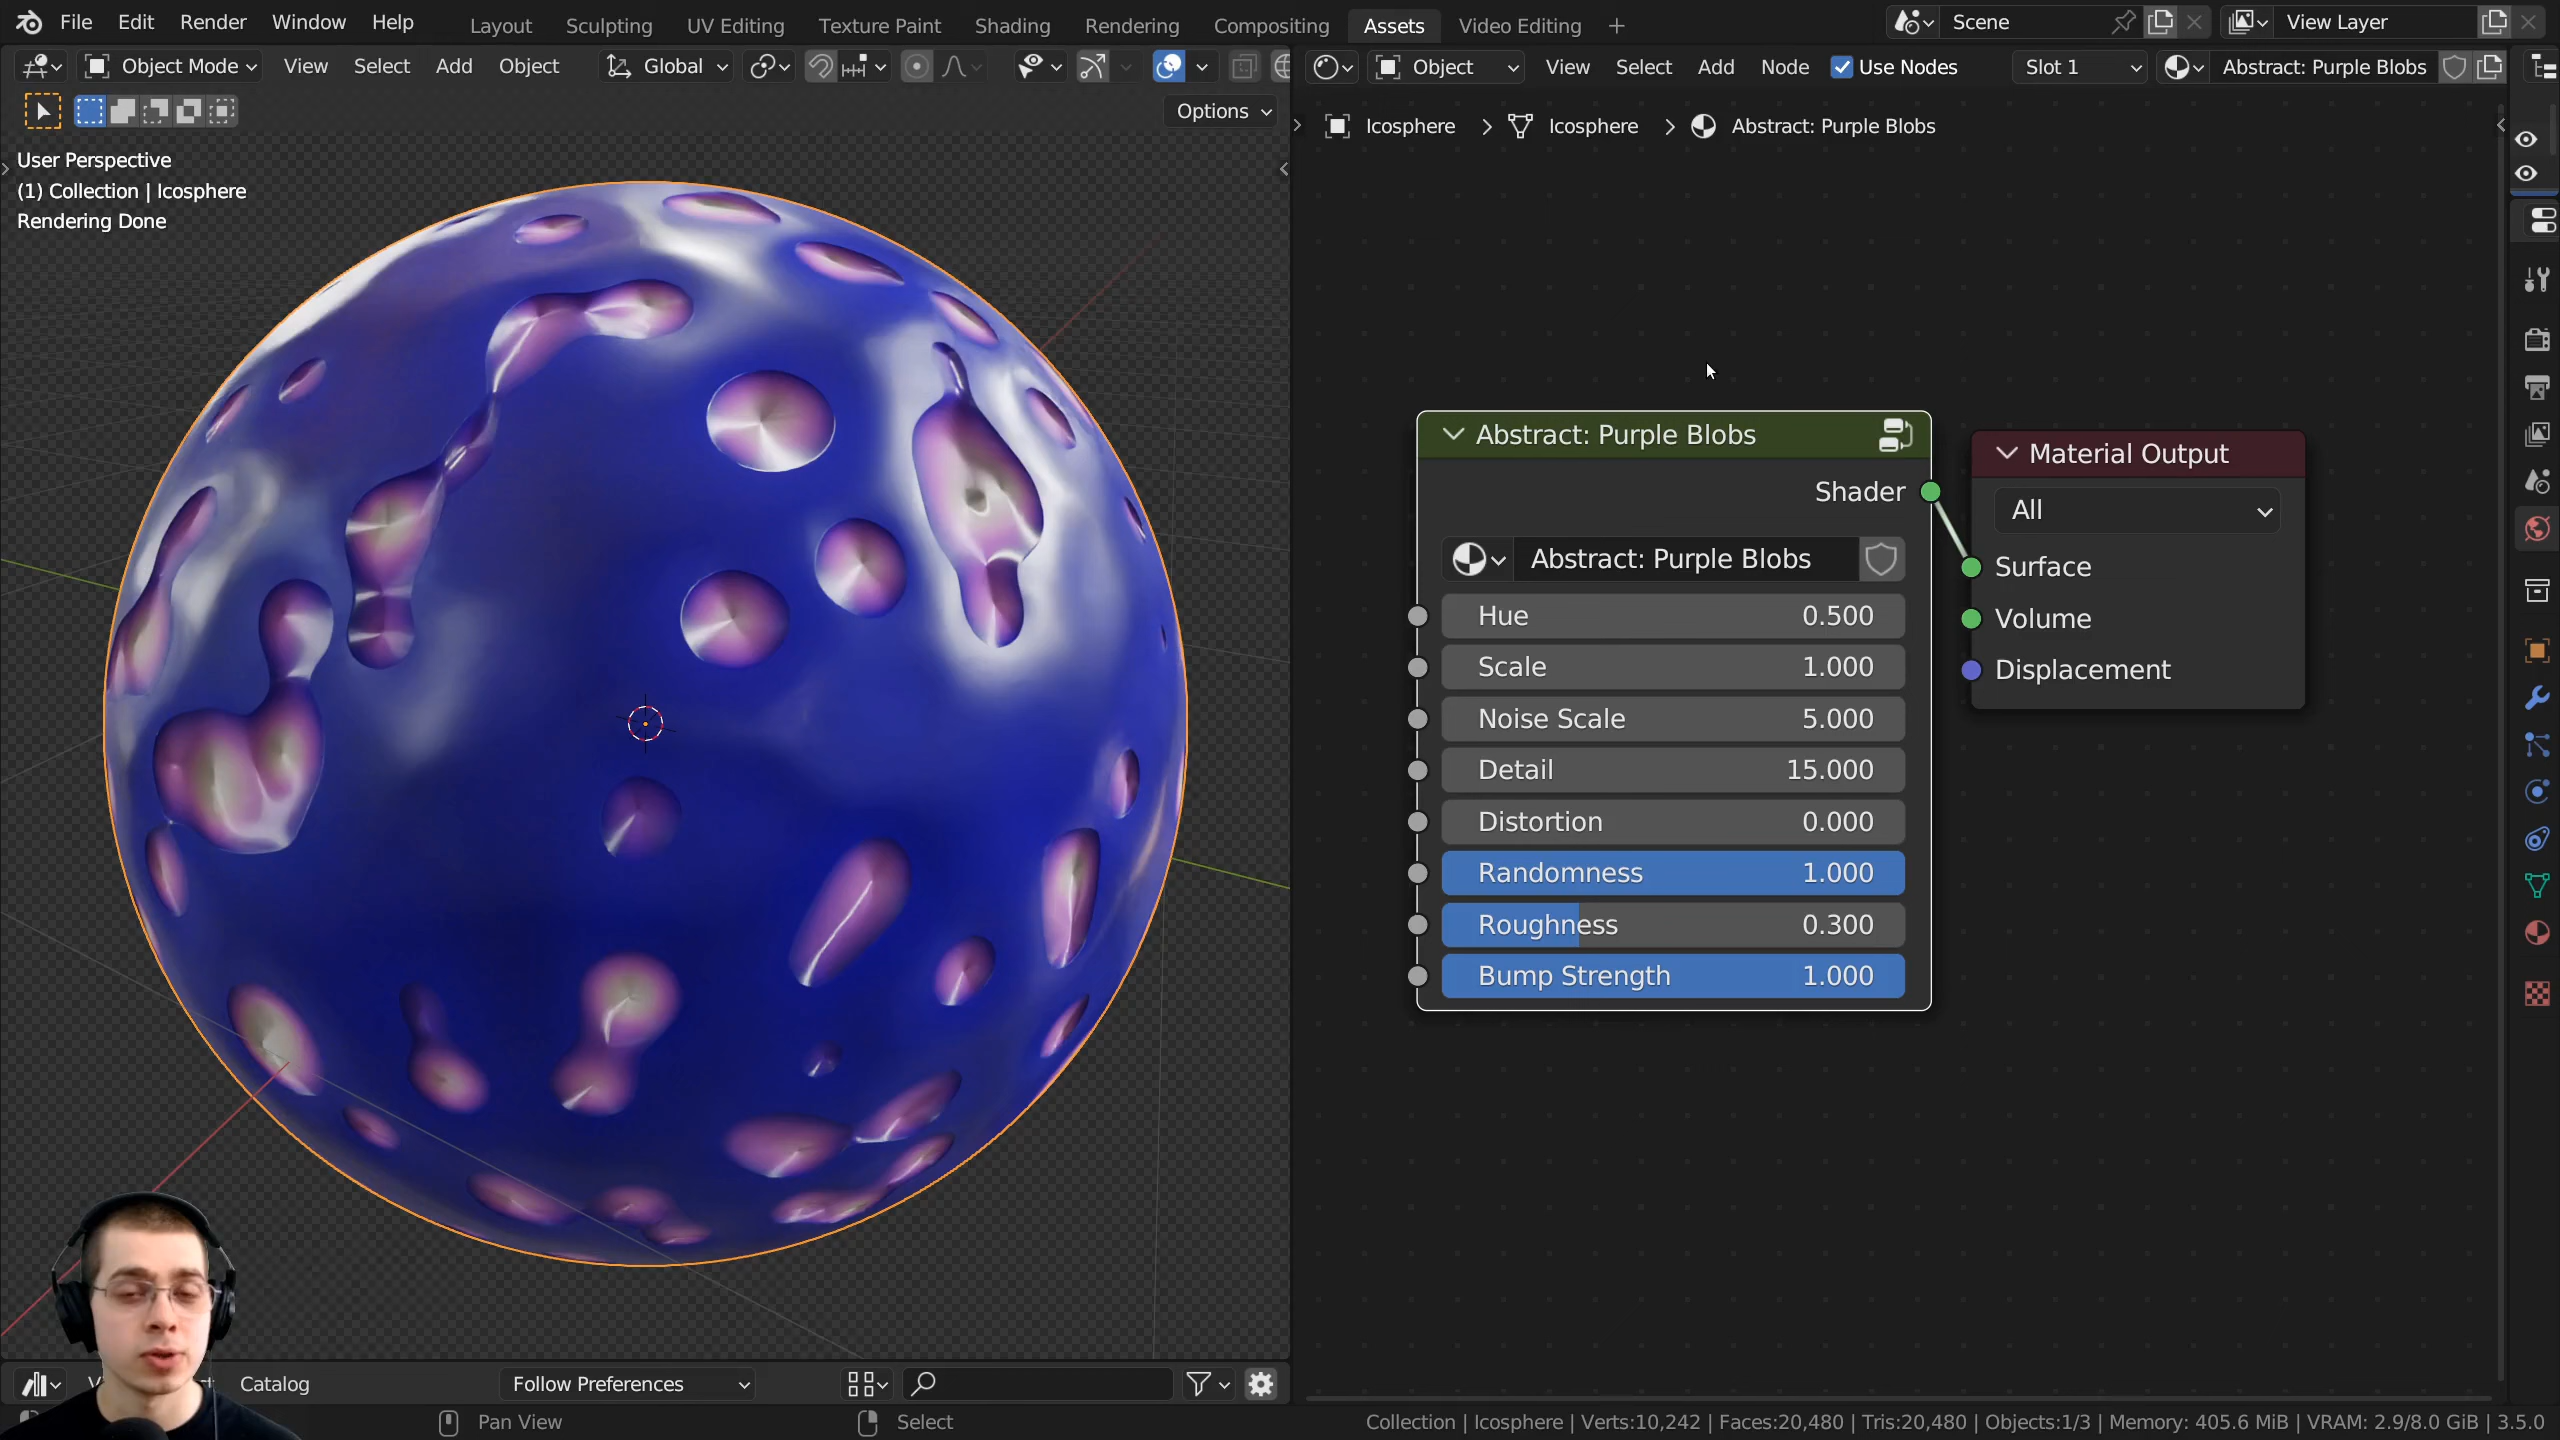 File Edit Render Window Help Layout Sculpting UV Editing Texture Paint Shading Rendering Compositing Assets Video Editing + Scene View Layer
Object Mode View Select Add Object Global Object View Select Add Node Use Nodes Slot 1 Abstract: Purple Blobs
Options
Icosphere > Icosphere > Abstract: Purple Blobs
User Perspective
(1) Collection | Icosphere
Rendering Done
Abstract: Purple Blobs
Shader
Abstract: Purple Blobs
Hue 0.500
Scale 1.000
Noise Scale 5.000
Detail 15.000
Distortion 0.000
Randomness 1.000
Roughness 0.300
Bump Strength 1.000
Material Output
All
Surface
Volume
Displacement
Catalog Follow Preferences
Pan View Select Collection | Icosphere | Verts:10,242 | Faces:20,480 | Tris:20,480 | Objects:1/3 | Memory: 405.6 MiB | VRAM: 2.9/8.0 GiB | 3.5.0